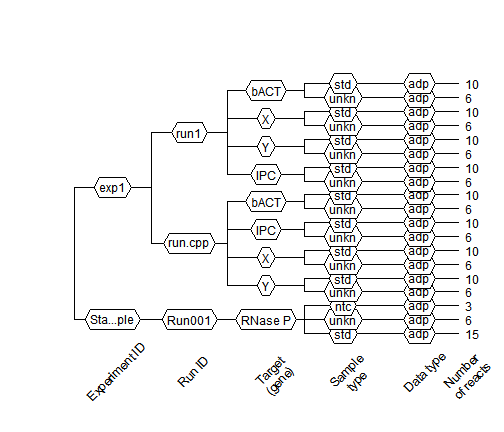 bACT std adp 10
unkn adp 6
X std adp 10
unkn adp 6
run1
Y std adp 10
unkn adp 6
IPC std adp 10
unkn adp 6
exp1
bACT std adp 10
unkn adp 6
IPC std adp 10
unkn adp 6
run.cpp
X std adp 10
unkn adp 6
Y std adp 10
unkn adp 6
ntc adp 3
Sta...ple Run001 RNase P unkn adp 6
std adp 15
Experiment ID
Run ID
Target
(gene)
Sample
type
Data type
Number
of reacts